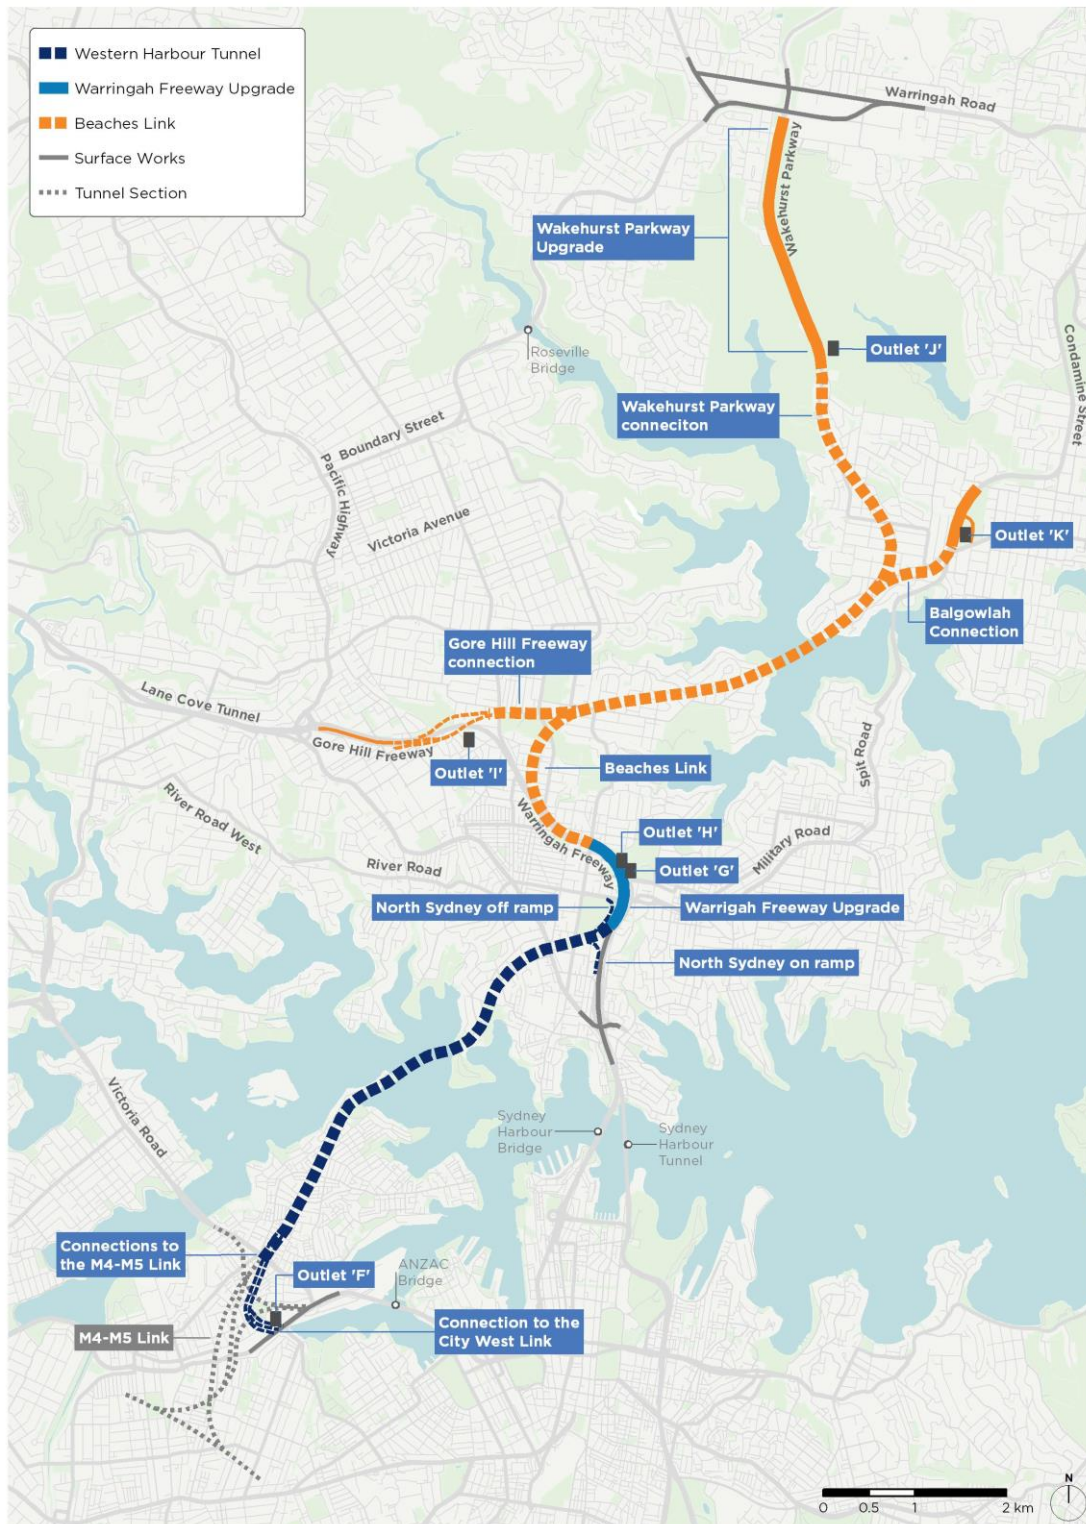 Western Harbour Tunnel
Warringah Freeway Upgrade
Beaches Link
Surface Works
Tunnel Section
Warringah Road
Wakehurst Parkway
Wakehurst Parkway
Upgrade
Outlet 'J'
Condamine Street
Roseville
Bridge
Wakehurst Parkway
conneciton
Boundary Street
Pacific Highway
Victoria Avenue
Outlet 'K'
Balgowlah
Connection
Gore Hill Freeway
connection
Lane Cove Tunnel
Gore Hill Freeway
Outlet 'I'
Beaches Link
Split Road
River Road West
Warringah Freeway
Outlet 'H'
Military Road
River Road
Outlet 'G'
North Sydney off ramp
Warrigah Freeway Upgrade
North Sydney on ramp
Victoria Road
Sydney
Harbour
Bridge
Sydney
Harbour
Tunnel
Connections to
the M4-M5 Link
Outlet 'F'
ANZAC
Bridge
M4-M5 Link
Connection to the
City West Link
N
0 0.5 1 2 km